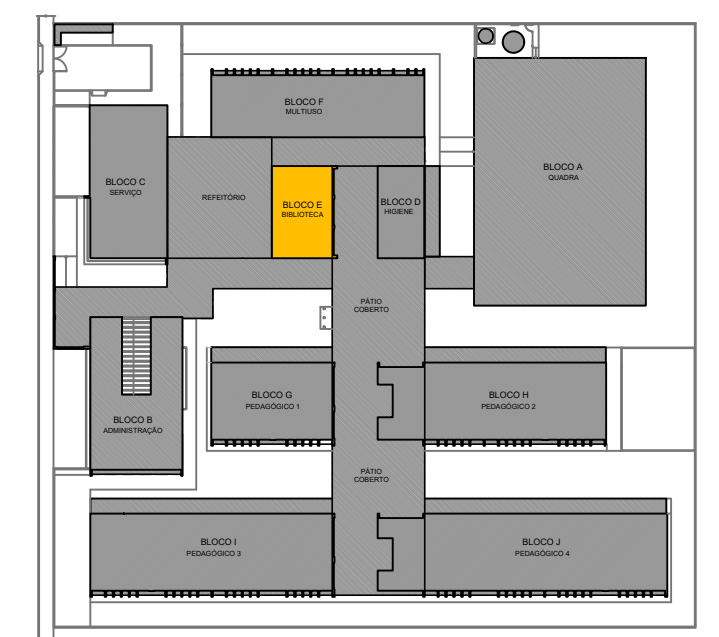 BLOCO F
MULTIUSO
BLOCO A
QUADRA
BLOCO C
SERVIÇO
REFEITÓRIO
BLOCO E
BIBLIOTECA
BLOCO D
HIGIENE
PÁTIO
COBERTO
BLOCO G
PEDAGÓGICO 1
BLOCO H
PEDAGÓGICO 2
BLOCO B
ADMINISTRAÇÃO
PÁTIO
COBERTO
BLOCO I
PEDAGÓGICO 3
BLOCO J
PEDAGÓGICO 4